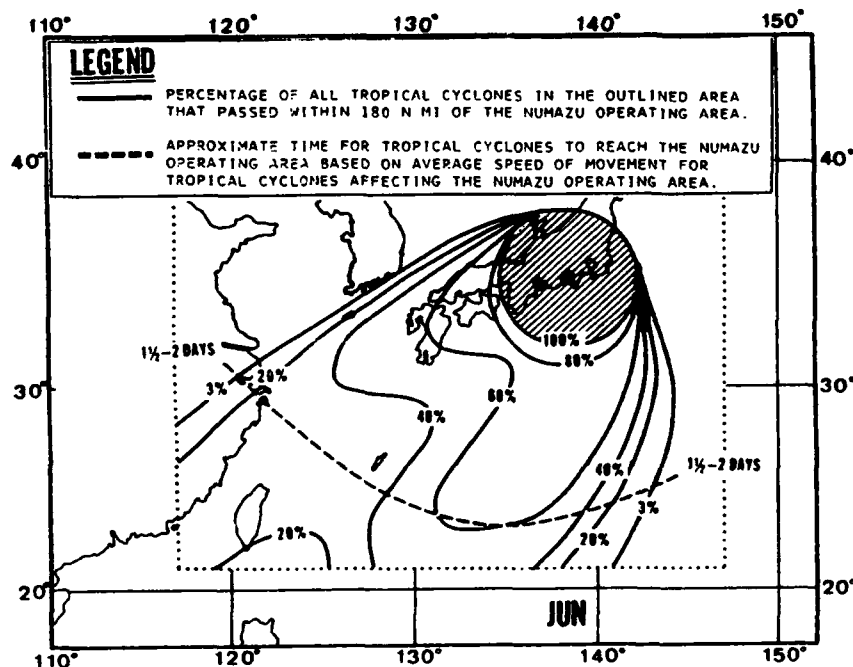 110° 120° 130° 140° 150°
LEGEND
PERCENTAGE OF ALL TROPICAL CYCLONES IN THE OUTLINED AREA
THAT PASSED WITHIN 180 N MI OF THE NUMAZU OPERATING AREA.
APPROXIMATE TIME FOR TROPICAL CYCLONES TO REACH THE NUMAZU
OPERATING AREA BASED ON AVERAGE SPEED OF MOVEMENT FOR
TROPICAL CYCLONES AFFECTING THE NUMAZU OPERATING AREA.
40° 40°
100%
1½-2 DAYS 80%
3% 20%
30° 60% 30°
40%
40% 1½-2 DAYS
3%
20% 20%
20° 20°
JUN
110° 120° 130° 140° 150°